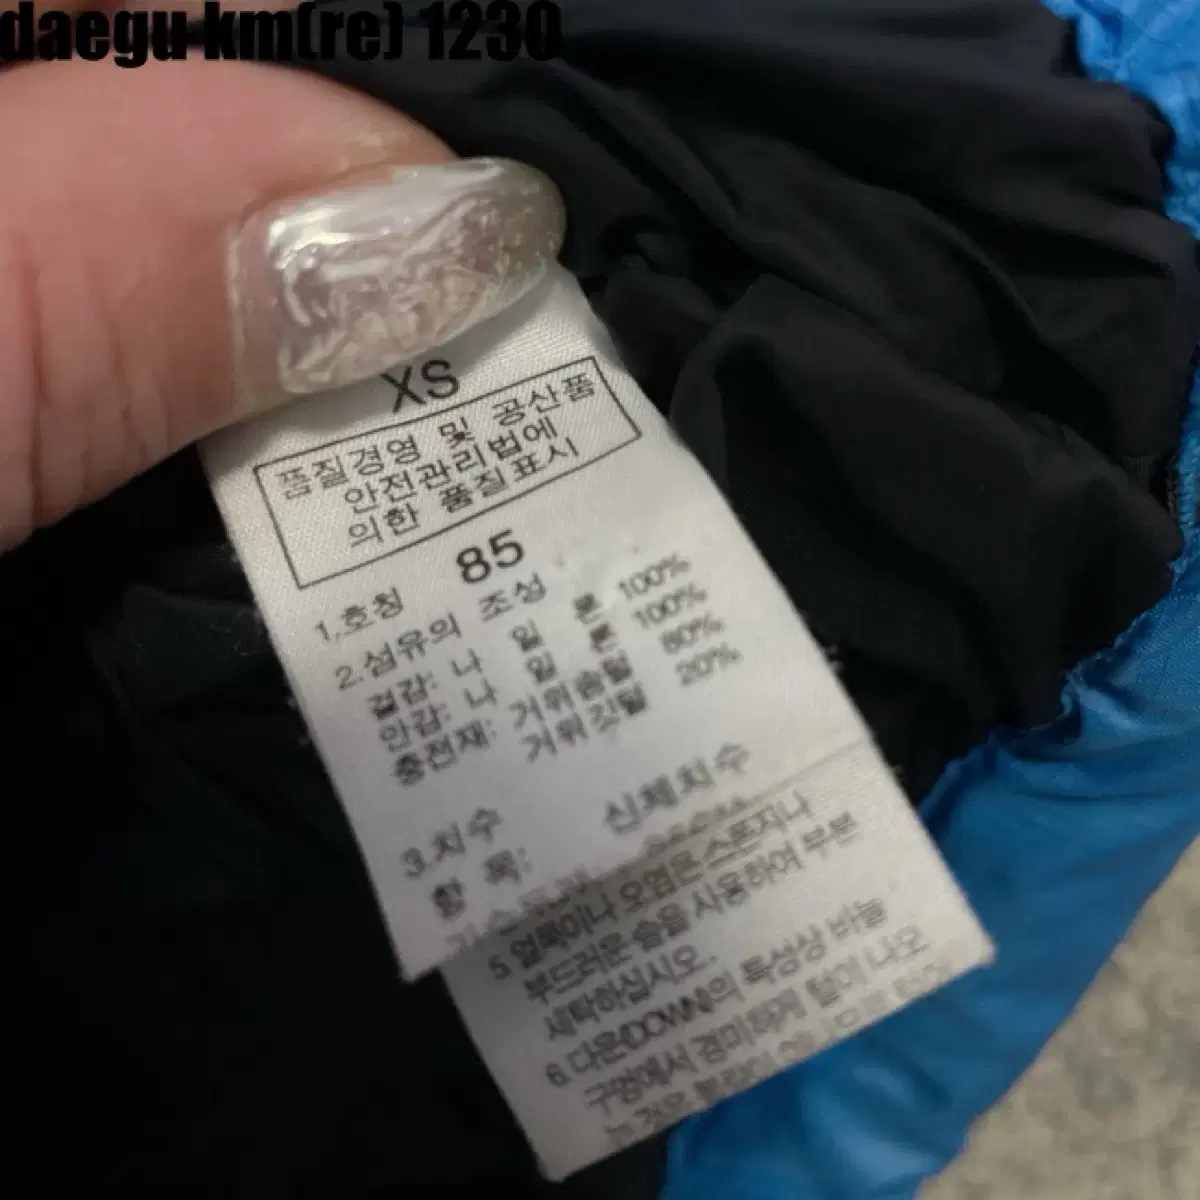 daegu km(re) 1230
XS
품질경영 및 공산품
안전관리법에
의한 품질표시
1,호칭 85
2.섬유의 조성
겉감: 나 일 론 100%
안감: 나 일 론 100%
충전재: 거위솜털 80%
거위깃털 20%
3.치수 신체치수
항 목:
5 얼룩이나 오염은 스폰지나
부드러운 솔을 사용하여 부분
세탁하십시오.
6.다운(DOWN)의 특성상 바늘
구멍에서 경미하게 털이 나오
는 것은